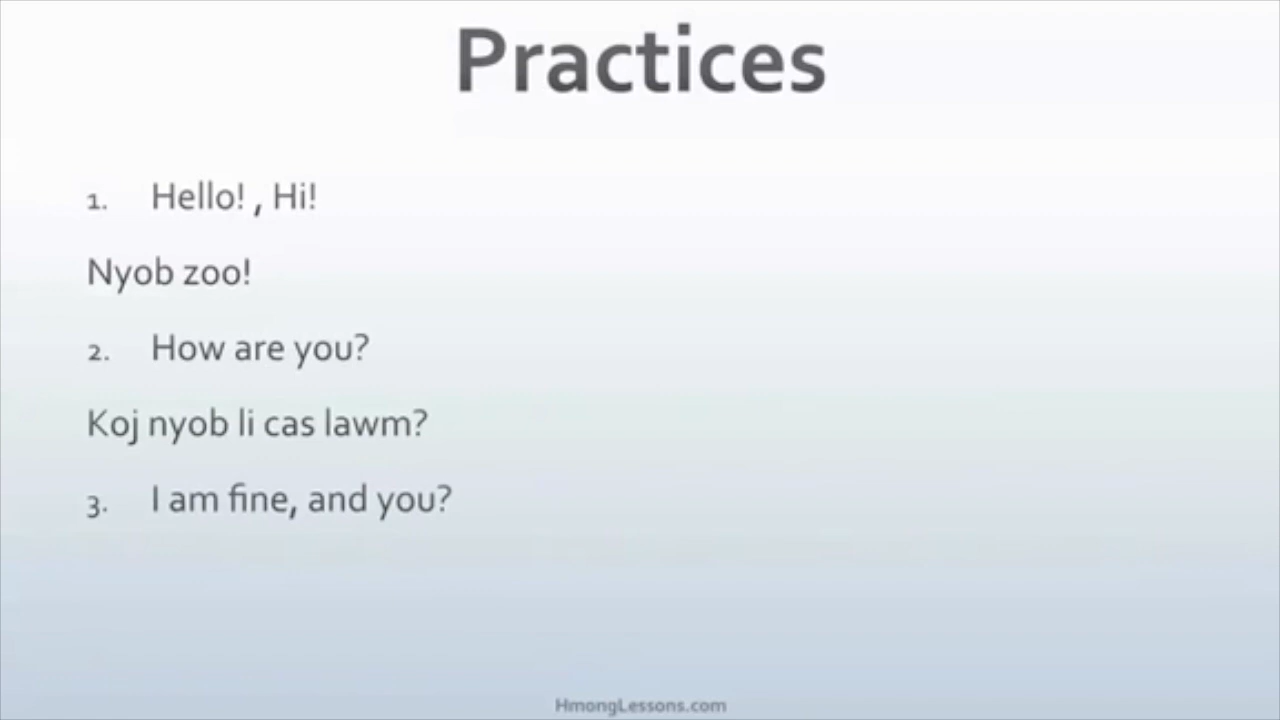 Practices
1. Hello! , Hi!
Nyob zoo!
2. How are you?
Koj nyob li cas lawm?
3. I am fine, and you?
HmongLessons.com